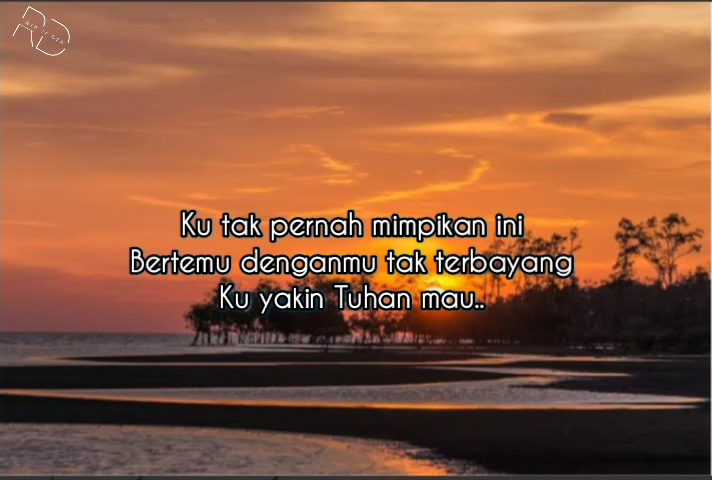 Ku tak pernah mimpikan ini
Bertemu denganmu tak terbayang
Ku yakin Tuhan mau..